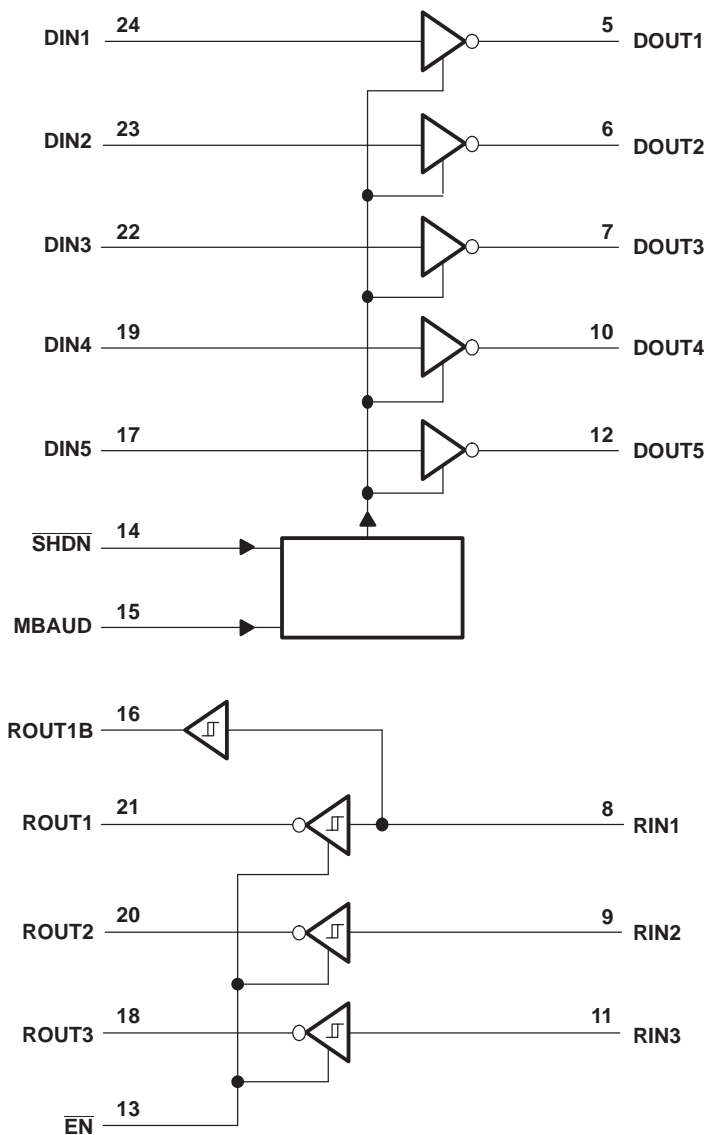 DIN1 24 5 DOUT1
DIN2 23 6 DOUT2
DIN3 22 7 DOUT3
DIN4 19 10 DOUT4
DIN5 17 12 DOUT5
SHDN 14
MBAUD 15
ROUT1B 16
ROUT1 21 8 RIN1
ROUT2 20 9 RIN2
ROUT3 18 11 RIN3
EN 13